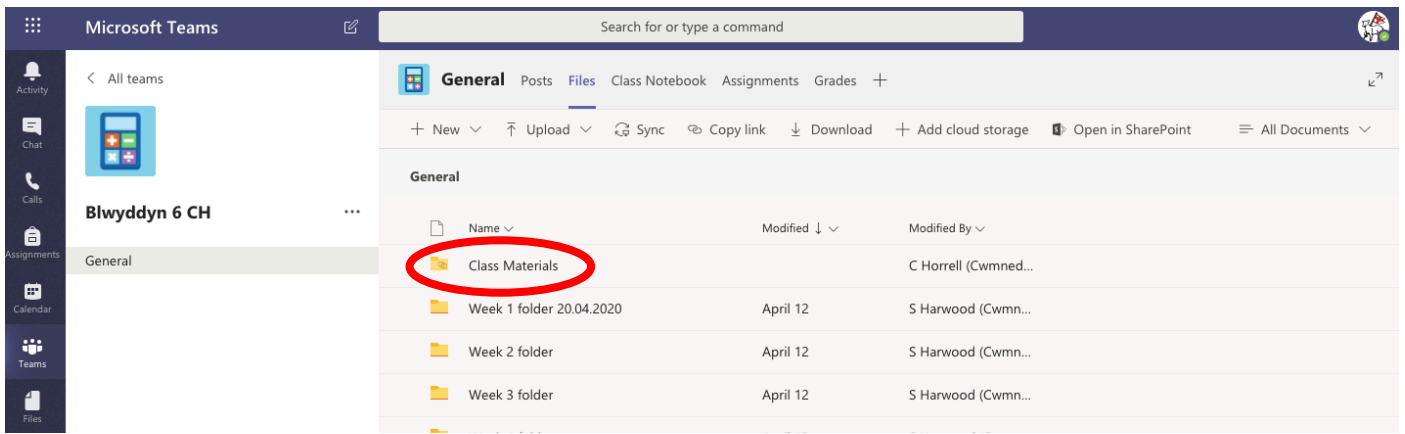 Microsoft Teams
Search for or type a command
Activity
Chat
Calls
Assignments
Calendar
Teams
Files
All teams
Blwyddyn 6 CH
...
General
General Posts Files Class Notebook Assignments Grades +
+ New Upload Sync Copy link Download + Add cloud storage Open in SharePoint All Documents
General
Name Modified ↓ Modified By
Class Materials C Horrell (Cwmned...
Week 1 folder 20.04.2020 April 12 S Harwood (Cwmn...
Week 2 folder April 12 S Harwood (Cwmn...
Week 3 folder April 12 S Harwood (Cwmn...